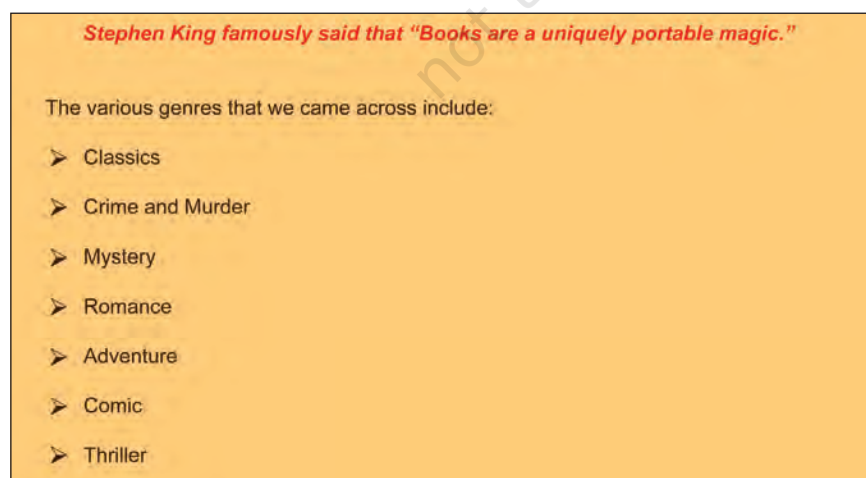 Stephen King famously said that “Books are a uniquely portable magic.”
The various genres that we came across include:
➢ Classics
➢ Crime and Murder
➢ Mystery
➢ Romance
➢ Adventure
➢ Comic
➢ Thriller
not